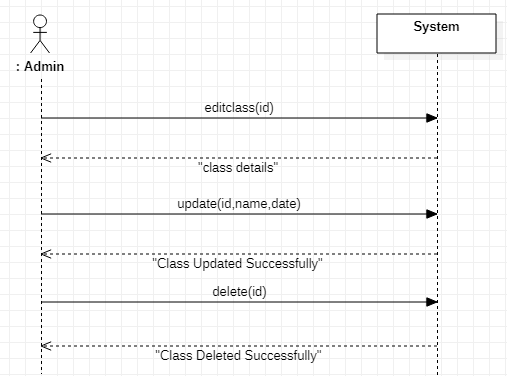 System
: Admin
editclass(id)
"class details"
update(id,name,date)
"Class Updated Successfully"
delete(id)
"Class Deleted Successfully"